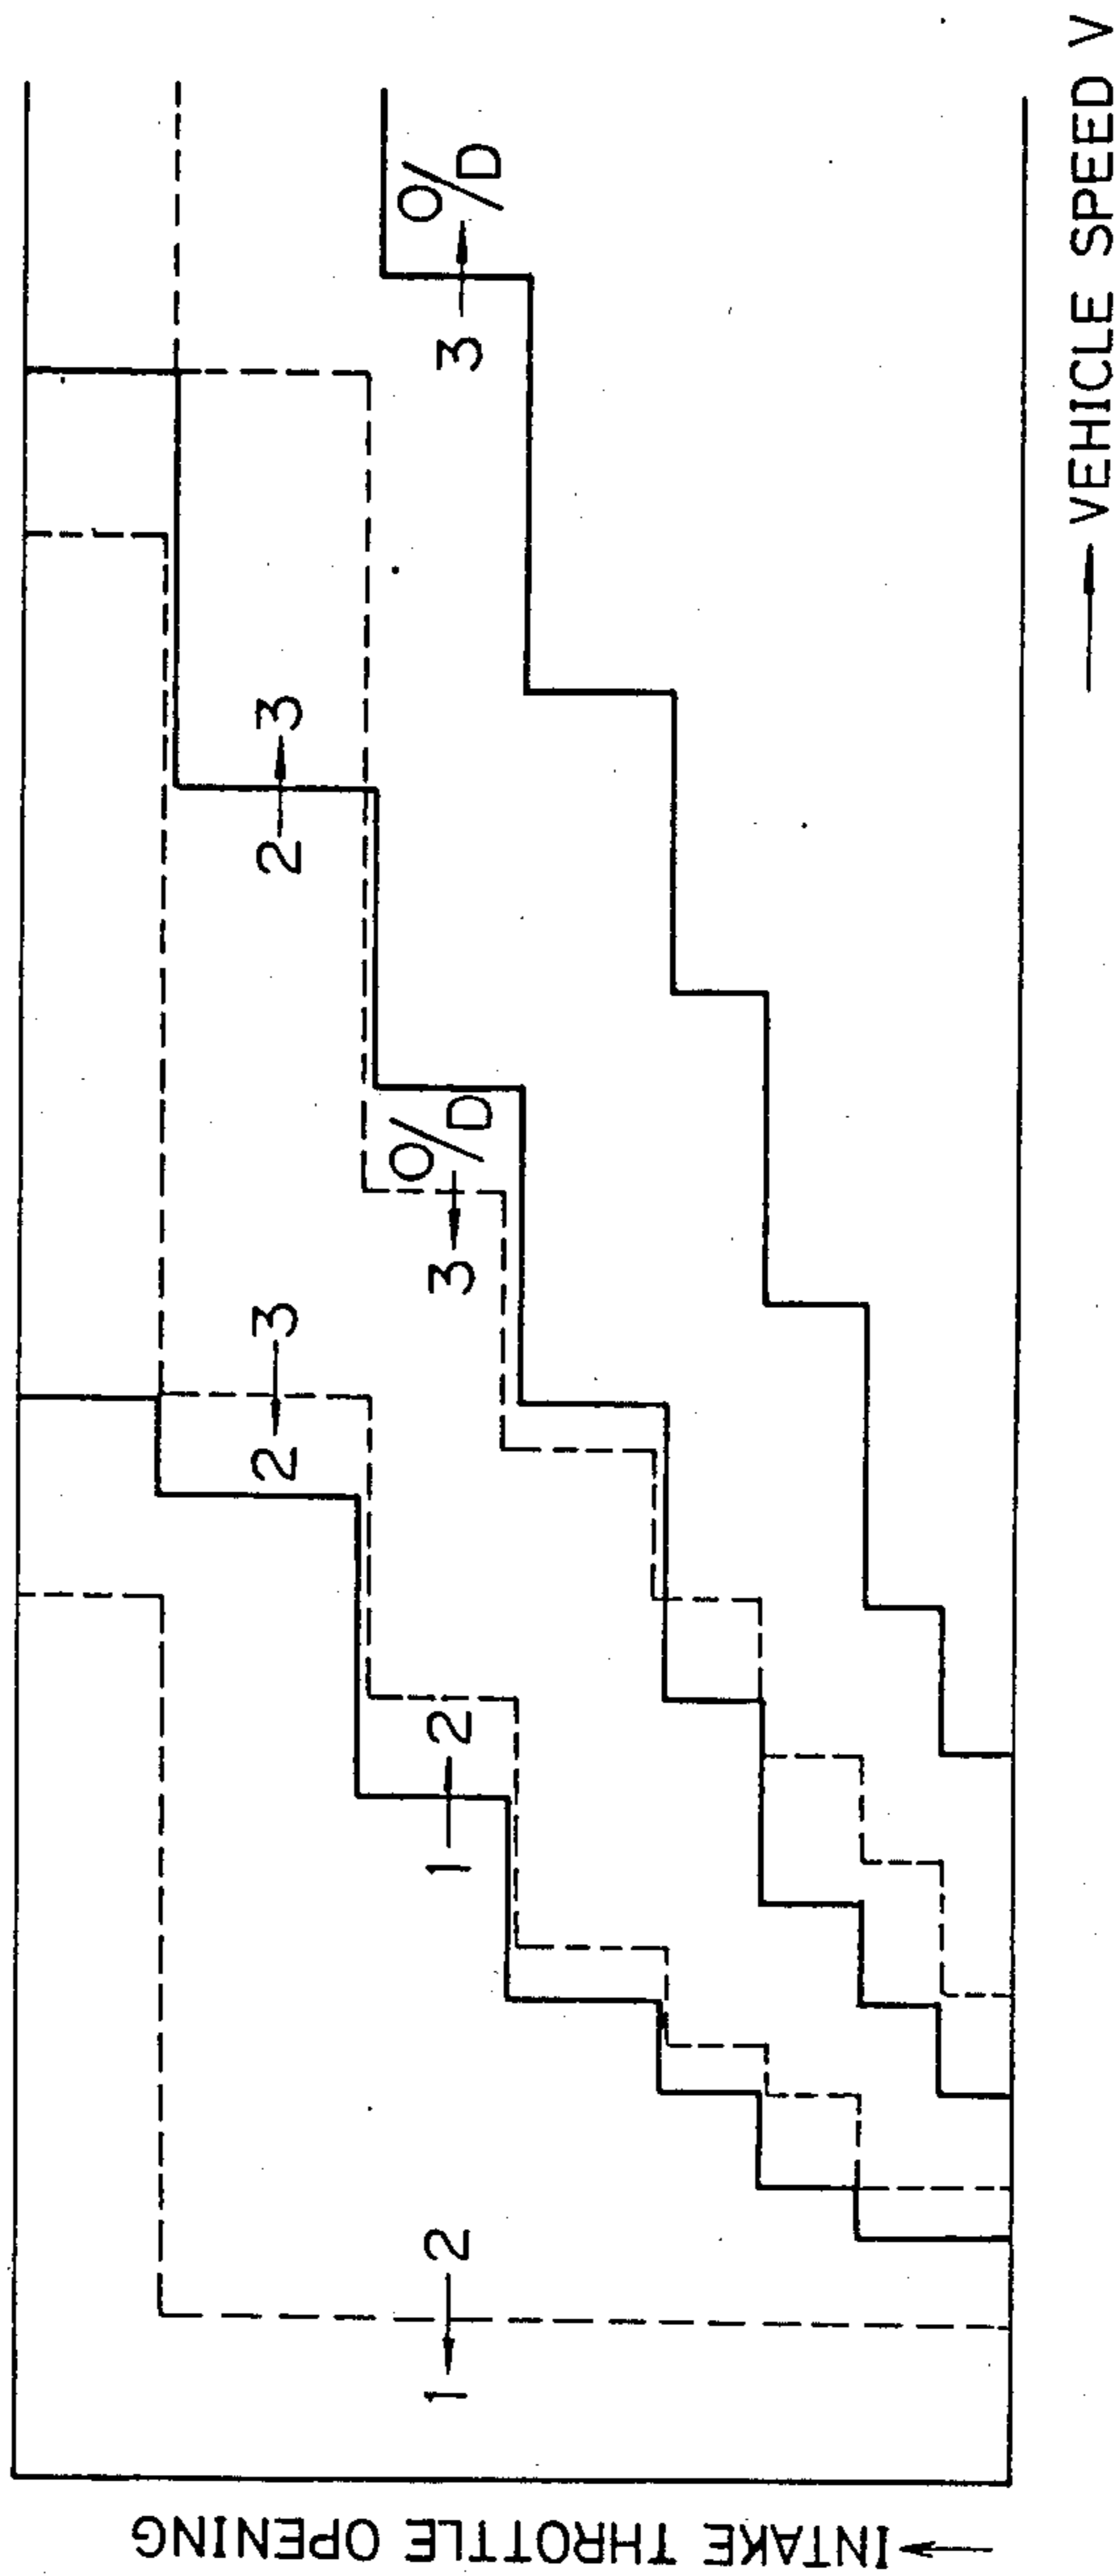 INTAKE THROTTLE OPENING
2←3
2→3
1←2
1→2
3←O/D
3→O/D
VEHICLE SPEED V